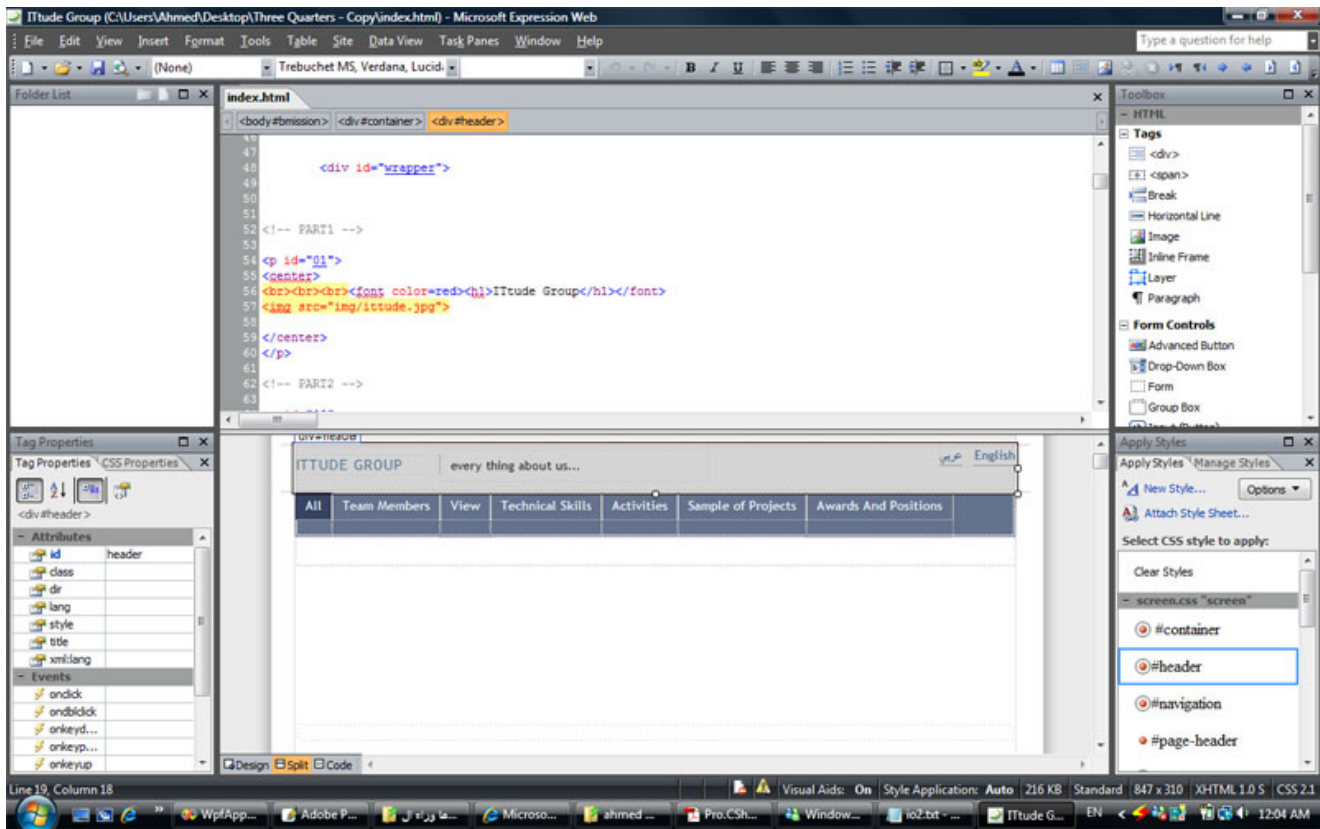 ITtude Group (C:\Users\Ahmed\Desktop\Three Quarters - Copy\index.html) - Microsoft Expression Web
File Edit View Insert Format Tools Table Site Data View Task Panes Window Help
Type a question for help
(None) Trebuchet MS, Verdana, Lucid B I U A
Folder List
index.html
<body#bmission> <div#container> <div#header>
46
47
48 <div id="wrapper">
49
50
51
52 <!-- PART1 -->
53
54 <p id="01">
55 <center>
56 <br><br><br><font color=red><h1>ITtude Group</h1></font>
57 <img src="img/ittude.jpg">
58
59 </center>
60 </p>
61
62 <!-- PART2 -->
63
Toolbox
HTML
Tags
<div>
<span>
Break
Horizontal Line
Image
Inline Frame
Layer
Paragraph
Form Controls
Advanced Button
Drop-Down Box
Form
Group Box
Tag Properties
Tag Properties CSS Properties
<div#header>
Attributes
id header
class
dir
lang
style
title
xml:lang
Events
onclick
ondblclick
onkeyd...
onkeyp...
onkeyup
div#header
ITTUDE GROUP every thing about us... عربي English
All Team Members View Technical Skills Activities Sample of Projects Awards And Positions
Design Split Code
Apply Styles
Apply Styles Manage Styles
New Style... Options
Attach Style Sheet...
Select CSS style to apply:
Clear Styles
screen.css "screen"
#container
#header
#navigation
#page-header
Line 19, Column 18 Visual Aids: On Style Application: Auto 216 KB Standard 847 x 310 XHTML 1.0 S CSS 2.1
WpfApp... Adobe P... ما وراء ال... Microso... ahmed ... Pro.CSh... Window... io2.txt - ... ITtude G... EN 12:04 AM